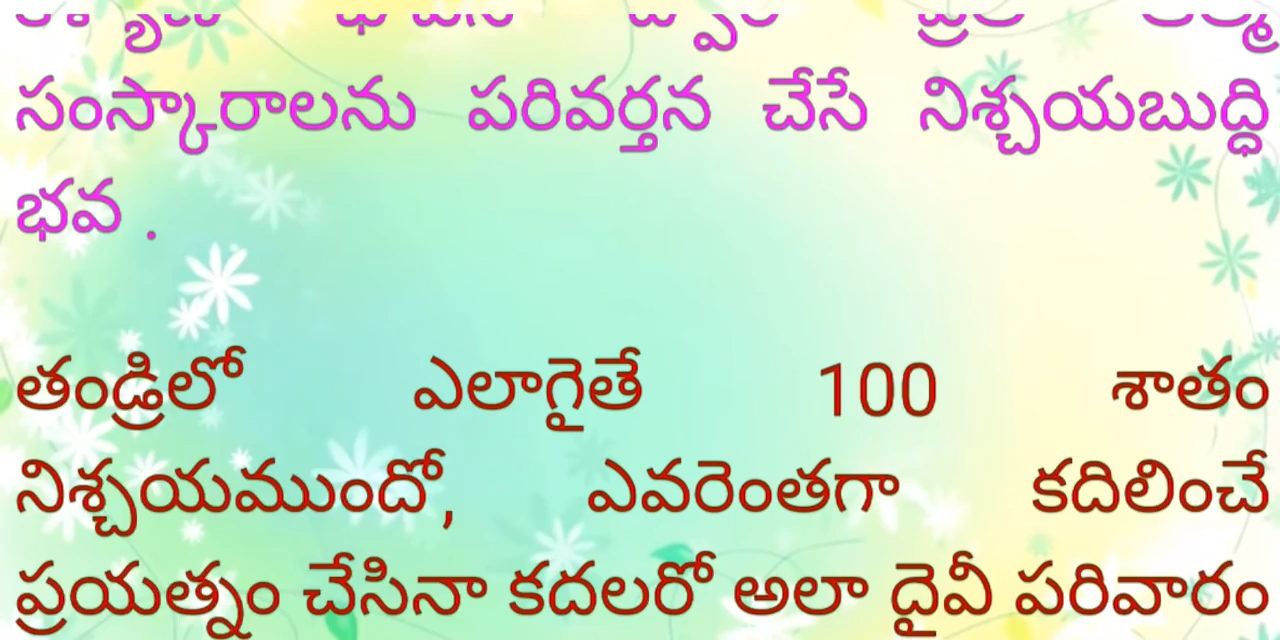 సంస్కారాలను పరివర్తన చేసే నిశ్చయబుద్ధి
భవ .
తండ్రిలో ఎలాగైతే 100 శాతం
నిశ్చయముందో, ఎవరెంతగా కదిలించే
ప్రయత్నం చేసినా కదలరో అలా దైవీ పరివారం